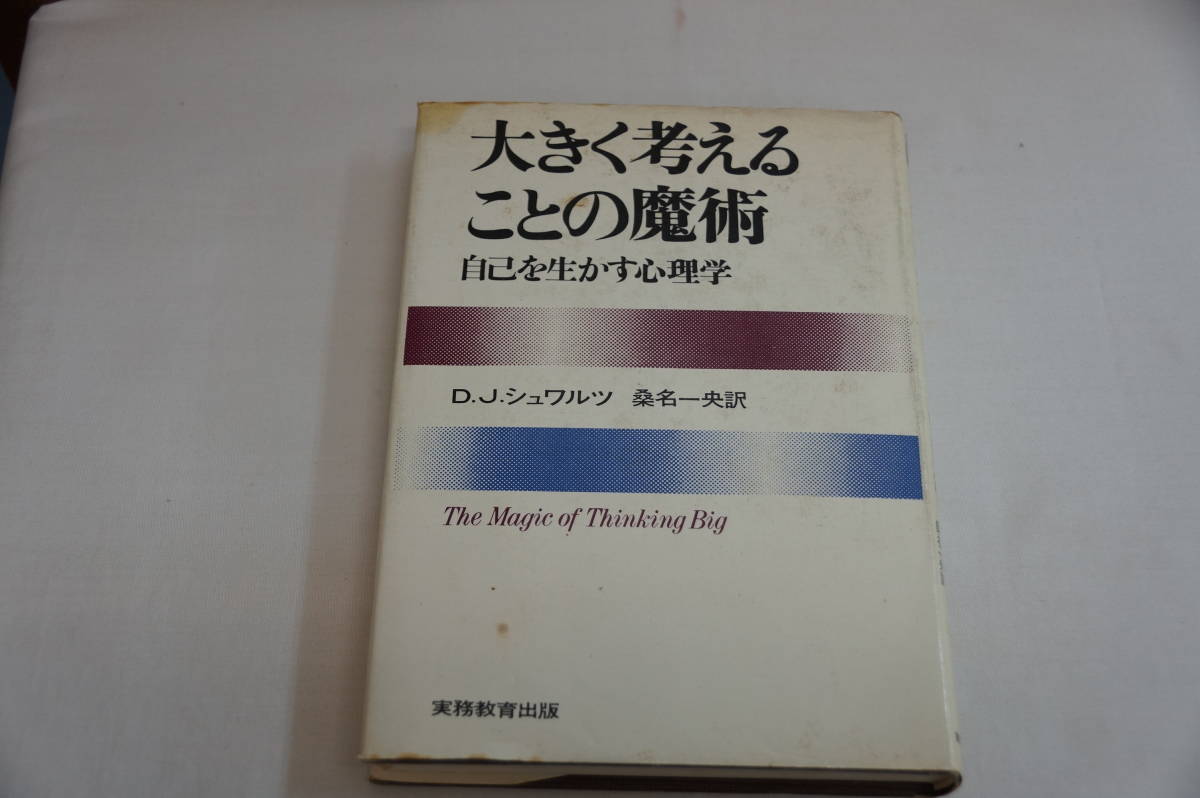 大きく考える
ことの魔術
自己を生かす心理学
D.J.シュワルツ 桑名一央訳
The Magic of Thinking Big
実務教育出版